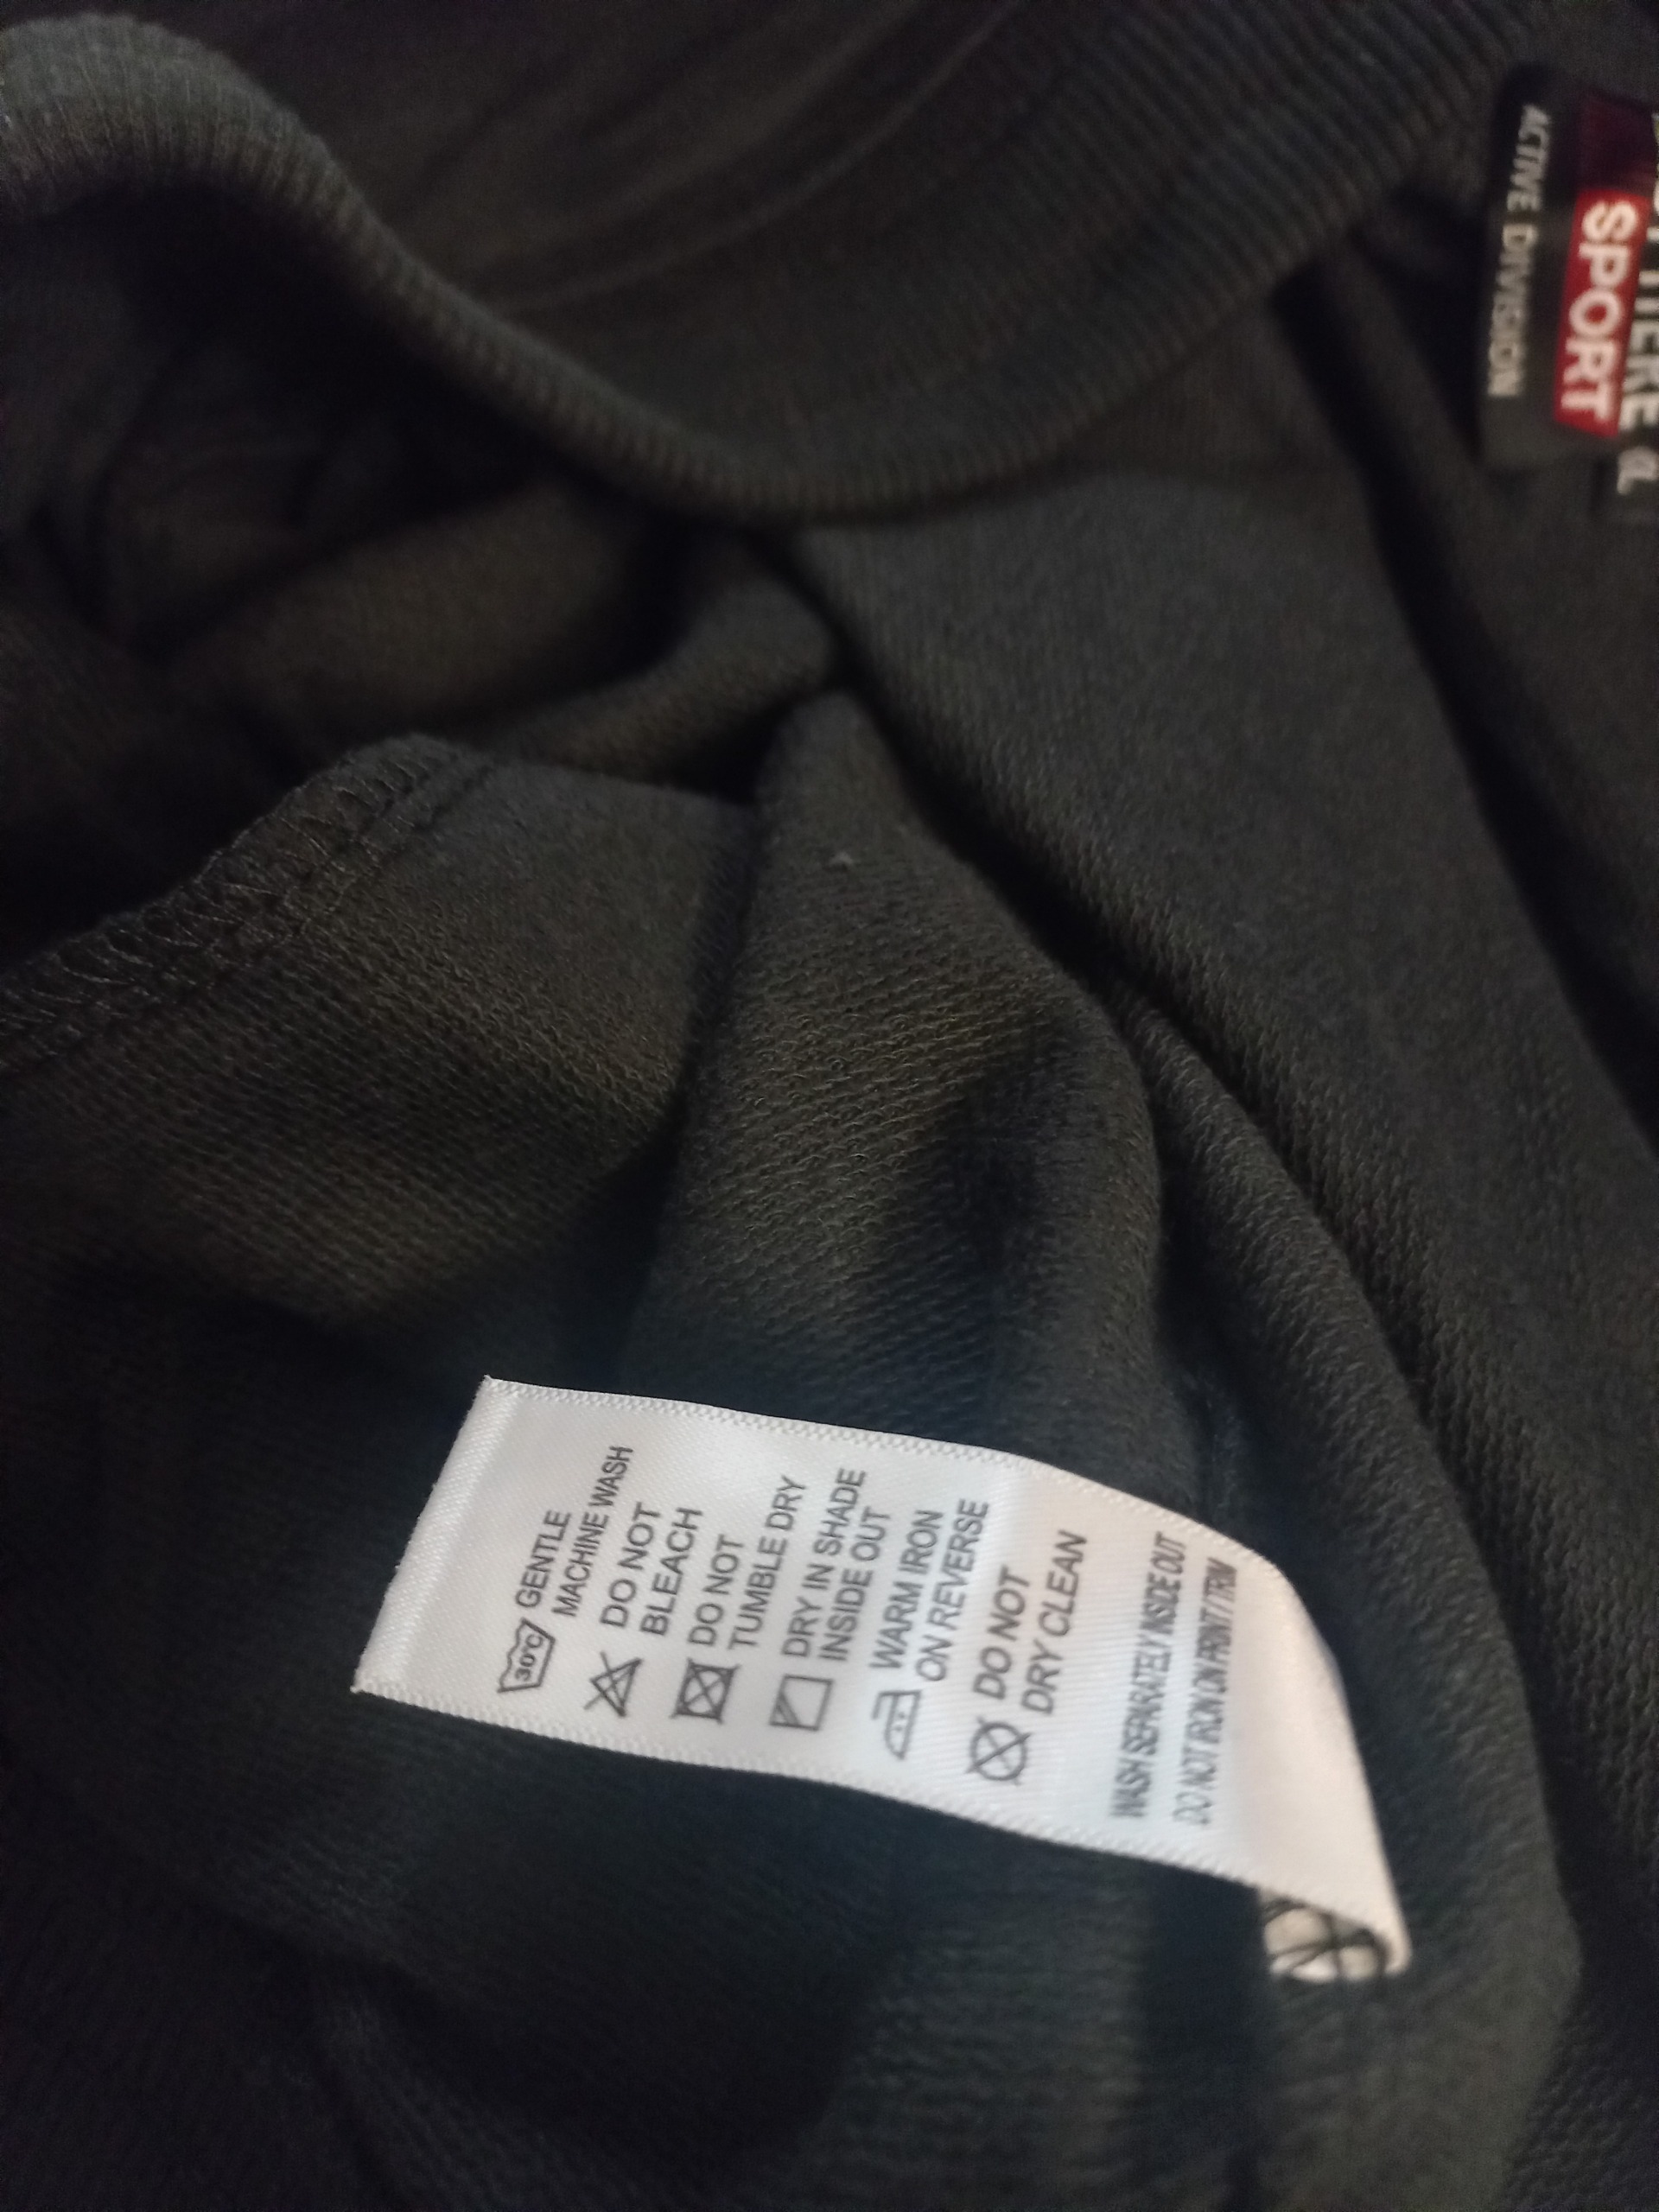 30°C GENTLE
MACHINE WASH
DO NOT
BLEACH
DO NOT
TUMBLE DRY
DRY IN SHADE
INSIDE OUT
WARM IRON
ON REVERSE
DO NOT
DRY CLEAN
WASH SEPARATELY INSIDE OUT
DO NOT IRON ON PRINT/TRIM
SPORT
ACTIVE DIVISION